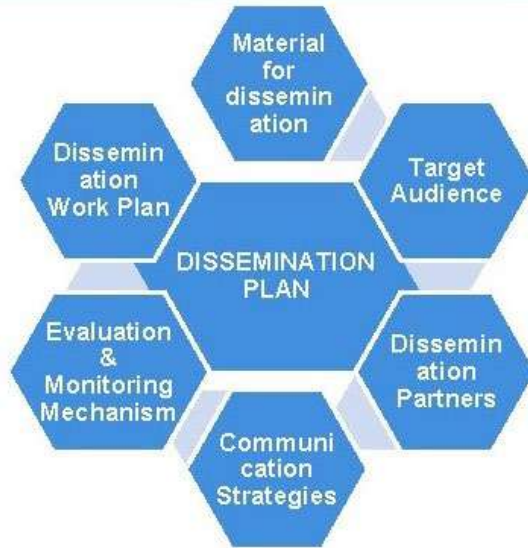 Material
for
dissemin
ation
Target
Audience
Dissemin
ation
Partners
Communi
cation
Strategies
Evaluation
&
Monitoring
Mechanism
Dissemin
ation
Work Plan
DISSEMINATION
PLAN